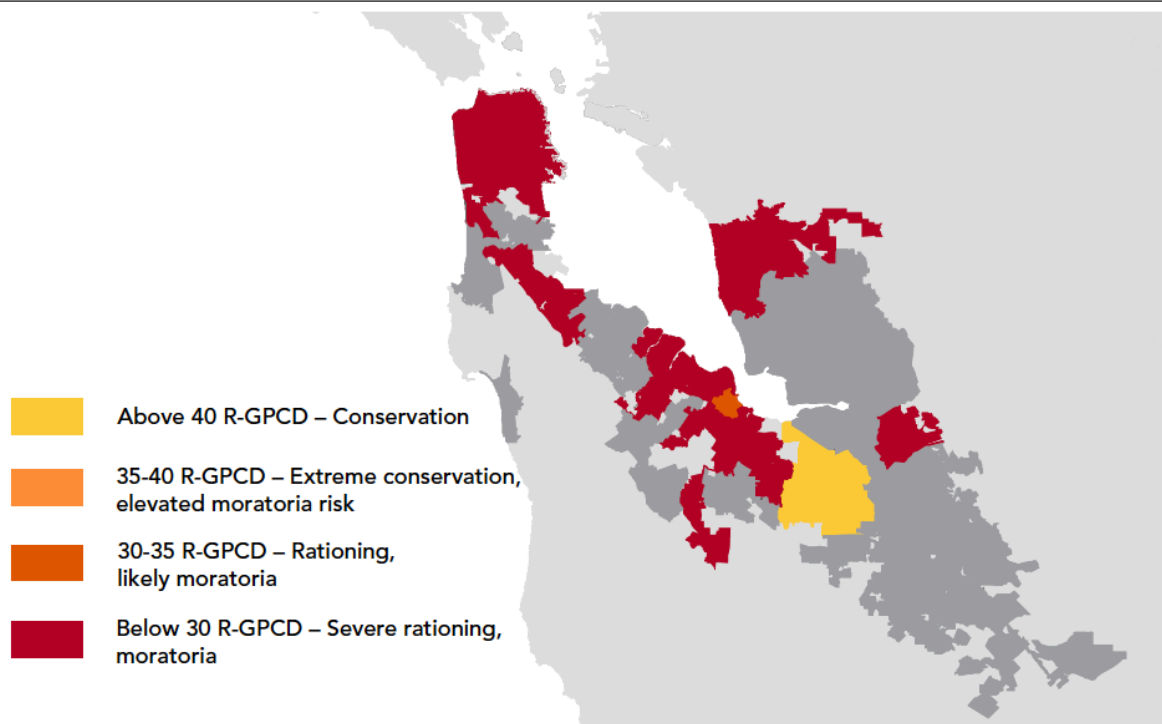 Above 40 R-GPCD – Conservation
35-40 R-GPCD – Extreme conservation,
elevated moratoria risk
30-35 R-GPCD – Rationing,
likely moratoria
Below 30 R-GPCD – Severe rationing,
moratoria